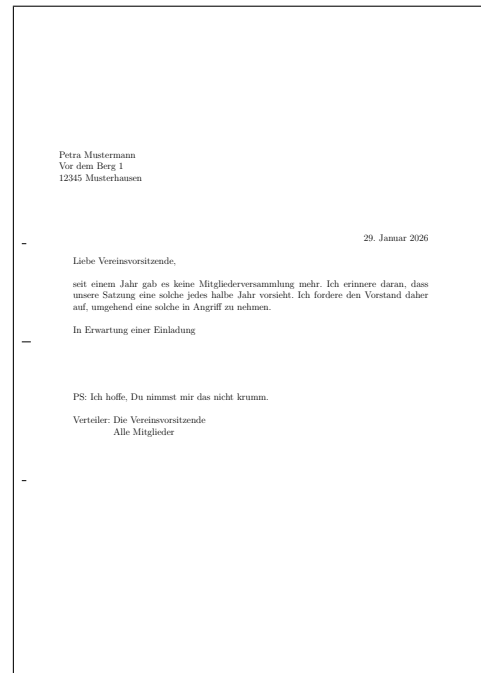 Petra Mustermann
Vor dem Berg 1
12345 Musterhausen
29. Januar 2026
Liebe Vereinsvorsitzende,
seit einem Jahr gab es keine Mitgliederversammlung mehr. Ich erinnere daran, dass
unsere Satzung eine solche jedes halbe Jahr vorsieht. Ich fordere den Vorstand daher
auf, umgehend eine solche in Angriff zu nehmen.
In Erwartung einer Einladung
PS: Ich hoffe, Du nimmst mir das nicht krumm.
Verteiler: Die Vereinsvorsitzende
Alle Mitglieder